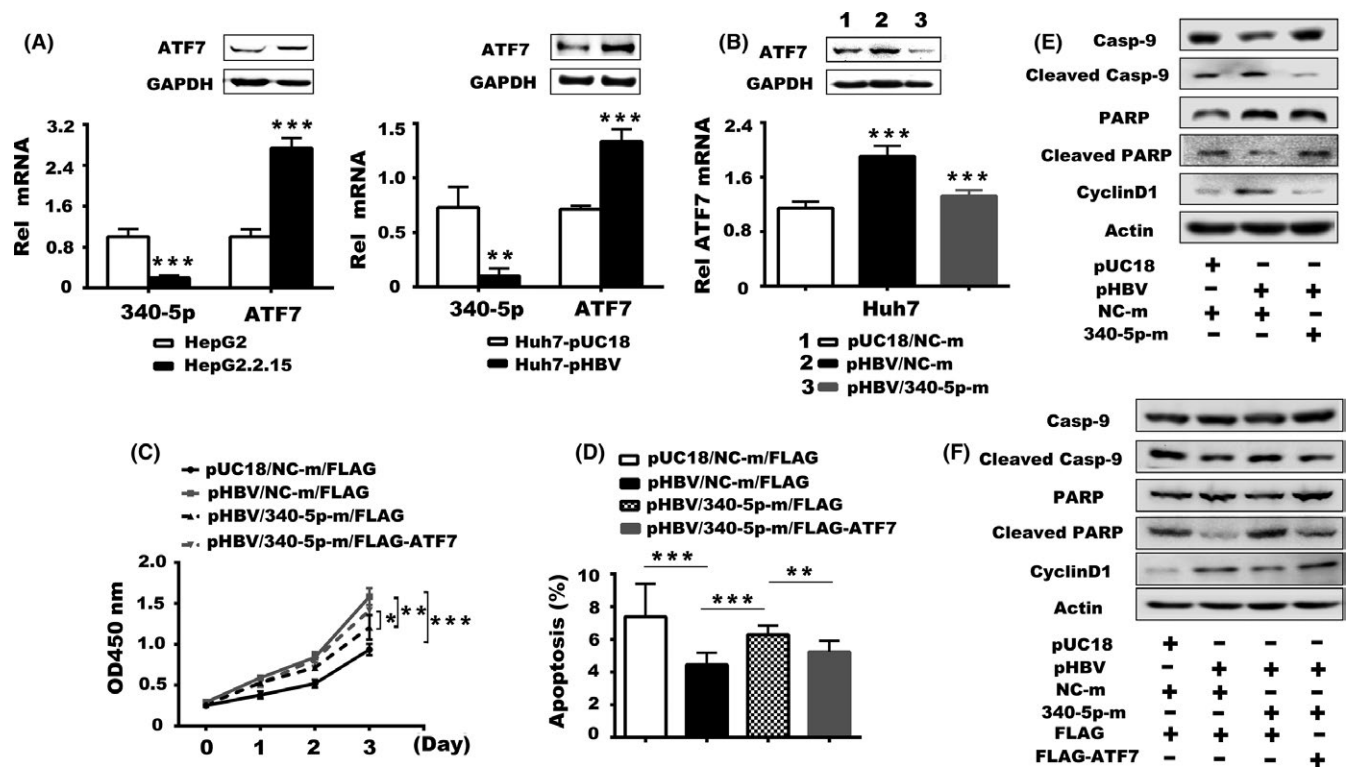 (A)
ATF7
GAPDH
Rel mRNA
3.2
2.4
1.6
0.8
0
***
***
340-5p ATF7
HepG2
HepG2.2.15
ATF7
GAPDH
Rel mRNA
1.5
1.0
0.5
0.0
**
***
340-5p ATF7
Huh7-pUC18
Huh7-pHBV
(B)
1 2 3
ATF7
GAPDH
Rel ATF7 mRNA
2.4
1.6
0.8
0
***
***
Huh7
1 pUC18/NC-m
2 pHBV/NC-m
3 pHBV/340-5p-m
(C)
pUC18/NC-m/FLAG
pHBV/NC-m/FLAG
pHBV/340-5p-m/FLAG
pHBV/340-5p-m/FLAG-ATF7
OD450 nm
2.0
1.5
1.0
0.5
0.0
* ** ***
0 1 2 3 (Day)
(D)
pUC18/NC-m/FLAG
pHBV/NC-m/FLAG
pHBV/340-5p-m/FLAG
pHBV/340-5p-m/FLAG-ATF7
Apoptosis (%)
10
8
6
4
2
0
***
***
**
(E)
Casp-9
Cleaved Casp-9
PARP
Cleaved PARP
CyclinD1
Actin
pUC18 + - -
pHBV - + +
NC-m + + -
340-5p-m - - +
(F)
Casp-9
Cleaved Casp-9
PARP
Cleaved PARP
CyclinD1
Actin
pUC18 + - - -
pHBV - + + +
NC-m + + - -
340-5p-m - - + +
FLAG + + + -
FLAG-ATF7 - - - +